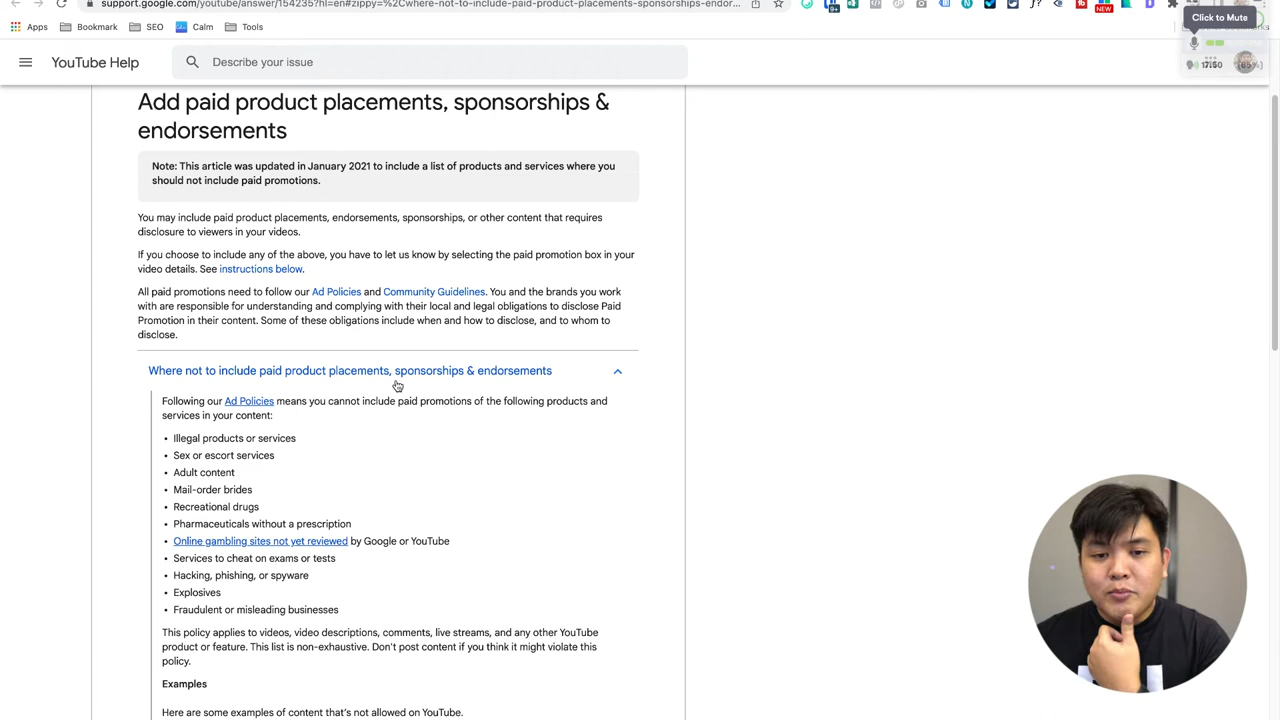 support.google.com/youtube/answer/154235?hl=en#zippy=%2Cwhere-not-to-include-paid-product-placements-sponsorships-endor...
Click to Mute
Apps
Bookmark
SEO
Calm
Tools
NEW
YouTube Help
Describe your issue
Add paid product placements, sponsorships &
endorsements
Note: This article was updated in January 2021 to include a list of products and services where you
should not include paid promotions.
You may include paid product placements, endorsements, sponsorships, or other content that requires
disclosure to viewers in your videos.
If you choose to include any of the above, you have to let us know by selecting the paid promotion box in your
video details. See instructions below.
All paid promotions need to follow our Ad Policies and Community Guidelines. You and the brands you work
with are responsible for understanding and complying with their local and legal obligations to disclose Paid
Promotion in their content. Some of these obligations include when and how to disclose, and to whom to
disclose.
Where not to include paid product placements, sponsorships & endorsements
Following our Ad Policies means you cannot include paid promotions of the following products and
services in your content:
• Illegal products or services
• Sex or escort services
• Adult content
• Mail-order brides
• Recreational drugs
• Pharmaceuticals without a prescription
• Online gambling sites not yet reviewed by Google or YouTube
• Services to cheat on exams or tests
• Hacking, phishing, or spyware
• Explosives
• Fraudulent or misleading businesses
This policy applies to videos, video descriptions, comments, live streams, and any other YouTube
product or feature. This list is non-exhaustive. Don't post content if you think it might violate this
policy.
Examples
Here are some examples of content that's not allowed on YouTube.